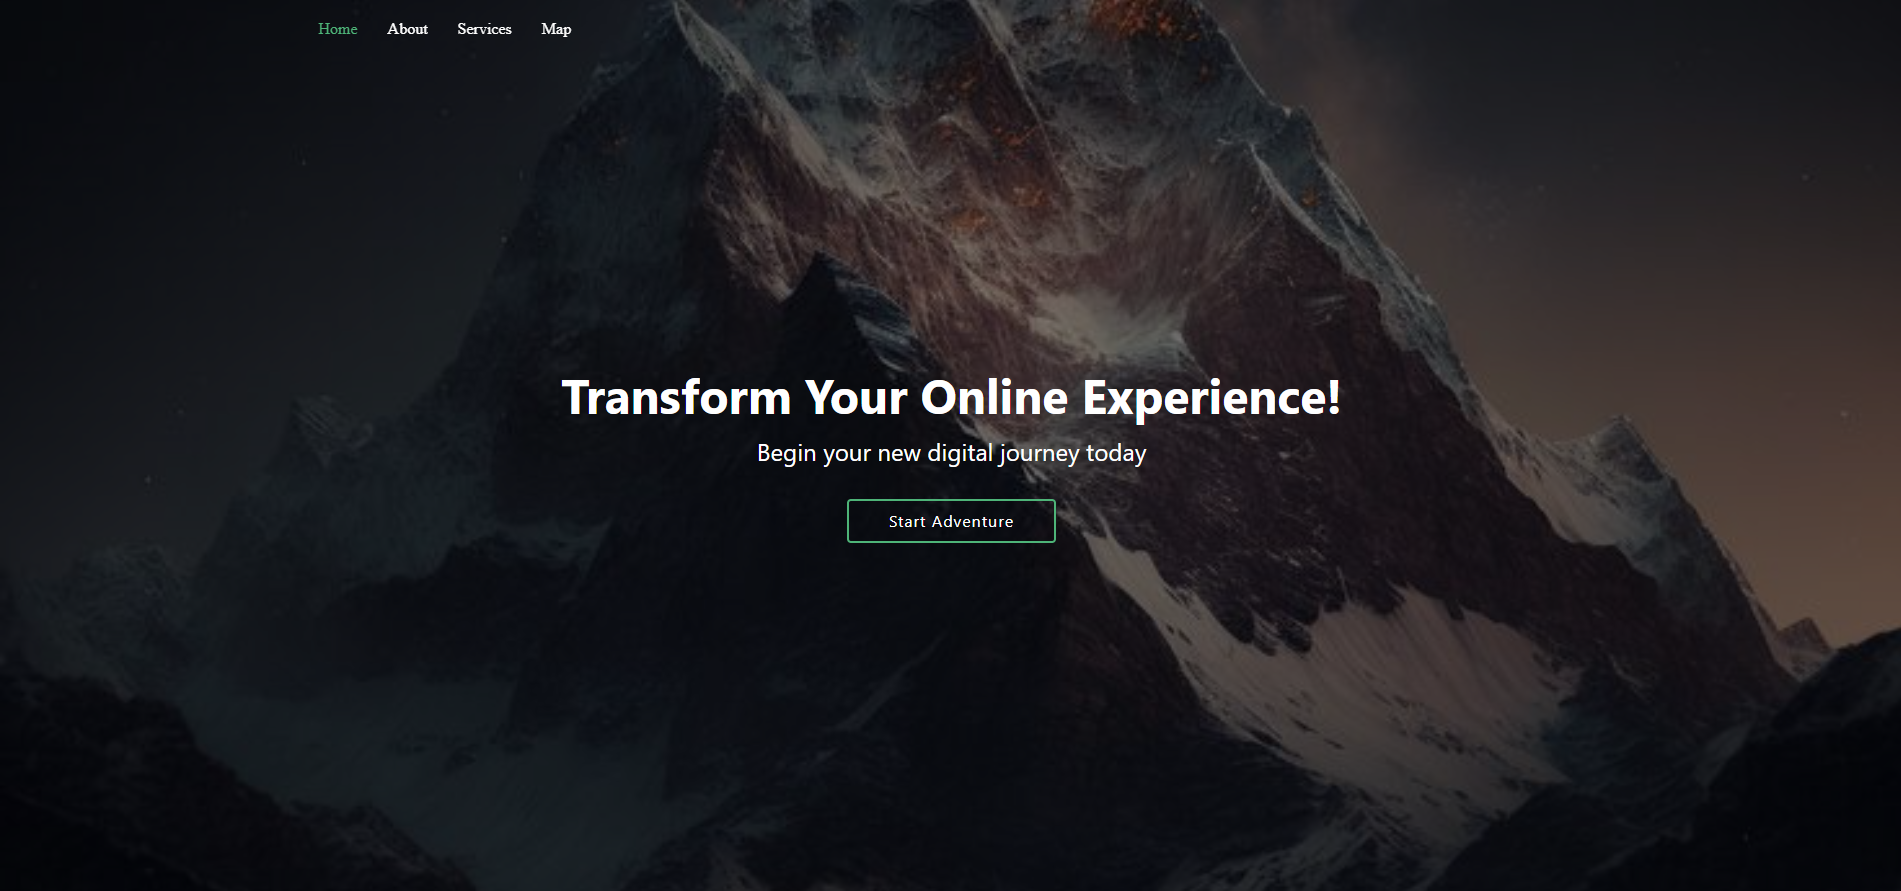 Home About Services Map
Transform Your Online Experience!
Begin your new digital journey today
Start Adventure